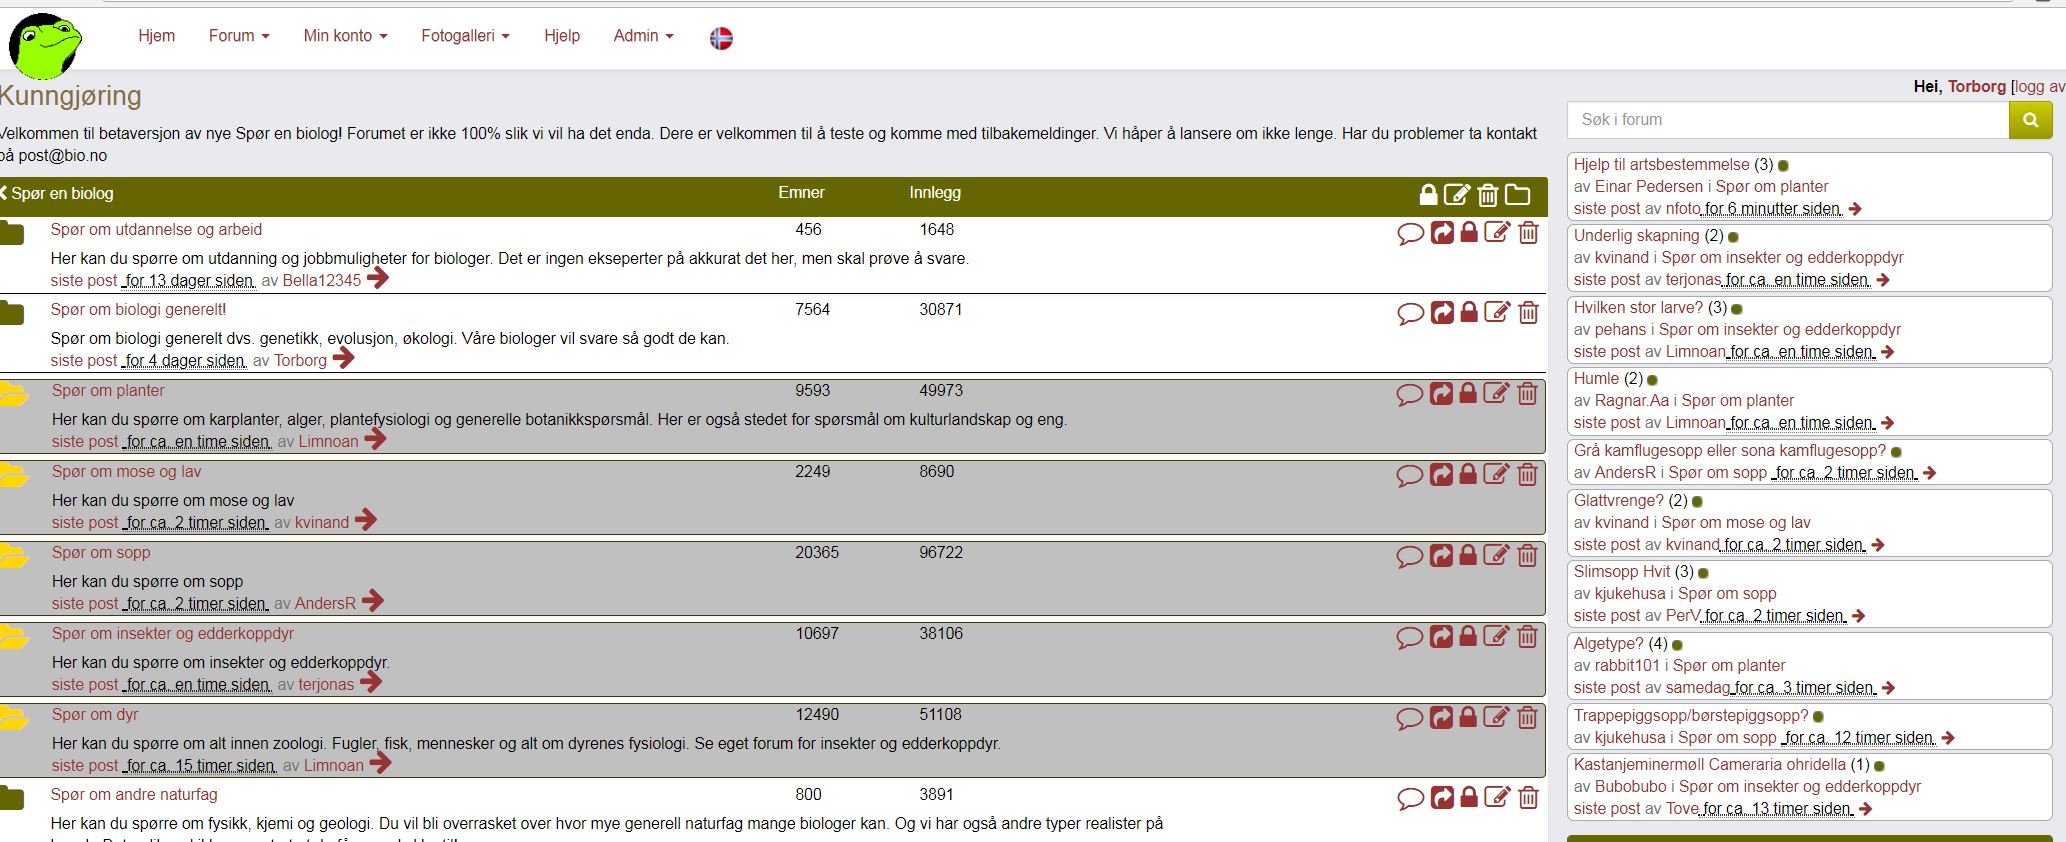 Hjem Forum Min konto Fotogalleri Hjelp Admin
Hei, Torborg [logg av
Kunngjøring
Velkommen til betaversjon av nye Spør en biolog! Forumet er ikke 100% slik vi vil ha det enda. Dere er velkommen til å teste og komme med tilbakemeldinger. Vi håper å lansere om ikke lenge. Har du problemer ta kontakt
på post@bio.no
Spør en biolog Emner Innlegg
Spør om utdannelse og arbeid 456 1648
Her kan du spørre om utdanning og jobbmuligheter for biologer. Det er ingen ekseperter på akkurat det her, men skal prøve å svare.
siste post for 13 dager siden av Bella12345
Spør om biologi generelt! 7564 30871
Spør om biologi generelt dvs. genetikk, evolusjon, økologi. Våre biologer vil svare så godt de kan.
siste post for 4 dager siden av Torborg
Spør om planter 9593 49973
Her kan du spørre om karplanter, alger, plantefysiologi og generelle botanikkspørsmål. Her er også stedet for spørsmål om kulturlandskap og eng.
siste post for ca. en time siden av Limnoan
Spør om mose og lav 2249 8690
Her kan du spørre om mose og lav
siste post for ca. 2 timer siden av kvinand
Spør om sopp 20365 96722
Her kan du spørre om sopp
siste post for ca. 2 timer siden av AndersR
Spør om insekter og edderkoppdyr 10697 38106
Her kan du spørre om insekter og edderkoppdyr.
siste post for ca. en time siden av terjonas
Spør om dyr 12490 51108
Her kan du spørre om alt innen zoologi. Fugler, fisk, mennesker og alt om dyrenes fysiologi. Se eget forum for insekter og edderkoppdyr.
siste post for ca. 15 timer siden av Limnoan
Spør om andre naturfag 800 3891
Her kan du spørre om fysikk, kjemi og geologi. Du vil bli overrasket over hvor mye generell naturfag mange biologer kan. Og vi har også andre typer realister på
Søk i forum
Hjelp til artsbestemmelse (3)
av Einar Pedersen i Spør om planter
siste post av nfoto for 6 minutter siden
Underlig skapning (2)
av kvinand i Spør om insekter og edderkoppdyr
siste post av terjonas for ca. en time siden
Hvilken stor larve? (3)
av pehans i Spør om insekter og edderkoppdyr
siste post av Limnoan for ca. en time siden
Humle (2)
av Ragnar.Aa i Spør om planter
siste post av Limnoan for ca. en time siden
Grå kamflugesopp eller sona kamflugesopp?
av AndersR i Spør om sopp for ca. 2 timer siden
Glattvrenge? (2)
av kvinand i Spør om mose og lav
siste post av kvinand for ca. 2 timer siden
Slimsopp Hvit (3)
av kjukehusa i Spør om sopp
siste post av PerV for ca. 2 timer siden
Algetype? (4)
av rabbit101 i Spør om planter
siste post av samedag for ca. 3 timer siden
Trappepiggsopp/børstepiggsopp?
av kjukehusa i Spør om sopp for ca. 12 timer siden
Kastanjeminermøll Cameraria ohridella (1)
av Bubobubo i Spør om insekter og edderkoppdyr
siste post av Tove for ca. 13 timer siden